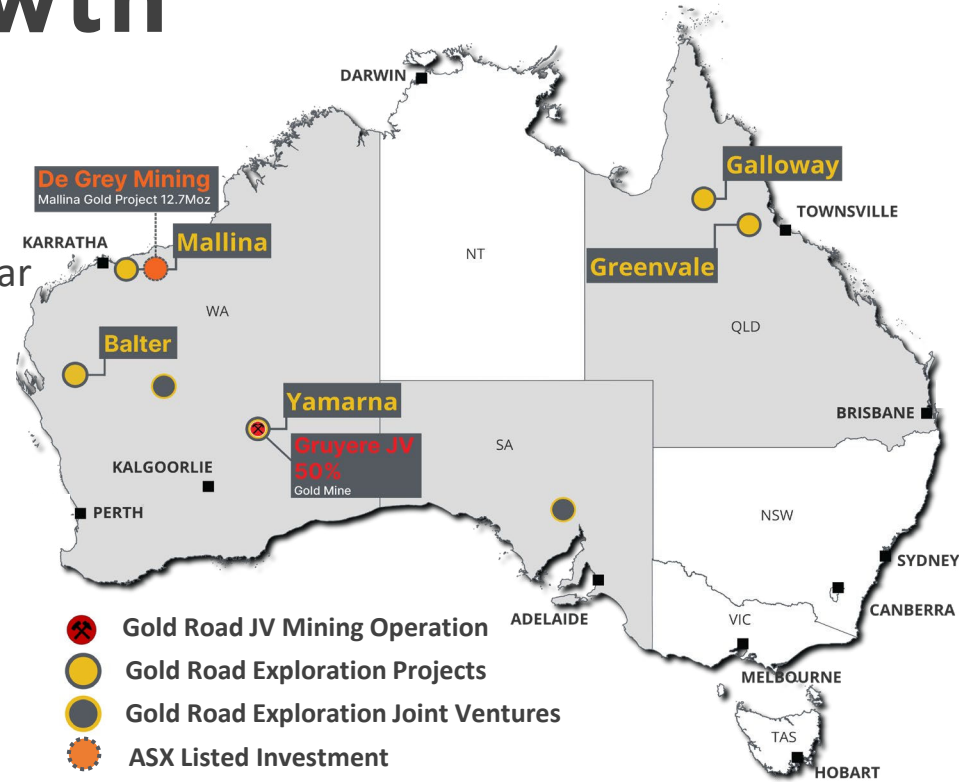 wth
DARWIN
De Grey Mining
Mallina Gold Project 12.7Moz
Galloway
TOWNSVILLE
KARRATHA
Mallina
ar
NT
Greenvale
WA
QLD
Balter
Yamarna
BRISBANE
Gruyere JV
50%
Gold Mine
SA
KALGOORLIE
PERTH
NSW
SYDNEY
CANBERRA
ADELAIDE
VIC
MELBOURNE
TAS
HOBART
Gold Road JV Mining Operation
Gold Road Exploration Projects
Gold Road Exploration Joint Ventures
ASX Listed Investment